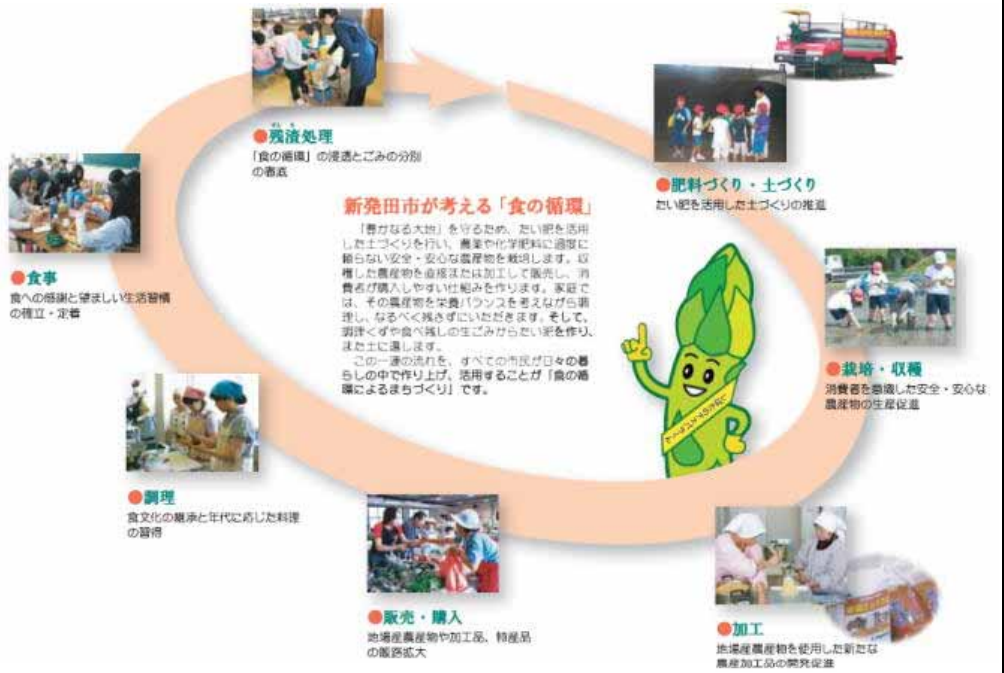 残渣処理
「食の循環」の浸透とごみの分別
の徹底
肥料づくり・土づくり
たい肥を活用した土づくりの推進
新発田市が考える「食の循環」
「豊かなる大地」を守るため、たい肥を活用
した土づくりを行い、農薬や化学肥料に過度に
頼らない安全・安心な農産物を栽培します。収
穫した農産物を直接または加工して販売し、消
費者が購入しやすい仕組みを作ります。家庭で
は、その農産物を栄養バランスを考えながら調
理し、なるべく残さずにいただきます。そして、
調理くずや食べ残しの生ごみからたい肥を作り、
また土に還します。
この一連の流れを、すべての市民が日々の暮
らしの中で作り上げ、活用することが「食の循
環によるまちづくり」です。
食事
食への感謝と望ましい生活習慣
の確立・定着
栽培・収穫
消費者を意識した安全・安心な
農産物の生産促進
調理
食文化の継承と年代に応じた料理
の習得
販売・購入
地場産農産物や加工品、特産品
の販路拡大
加工
地場産農産物を使用した新たな
農産加工品の開発促進